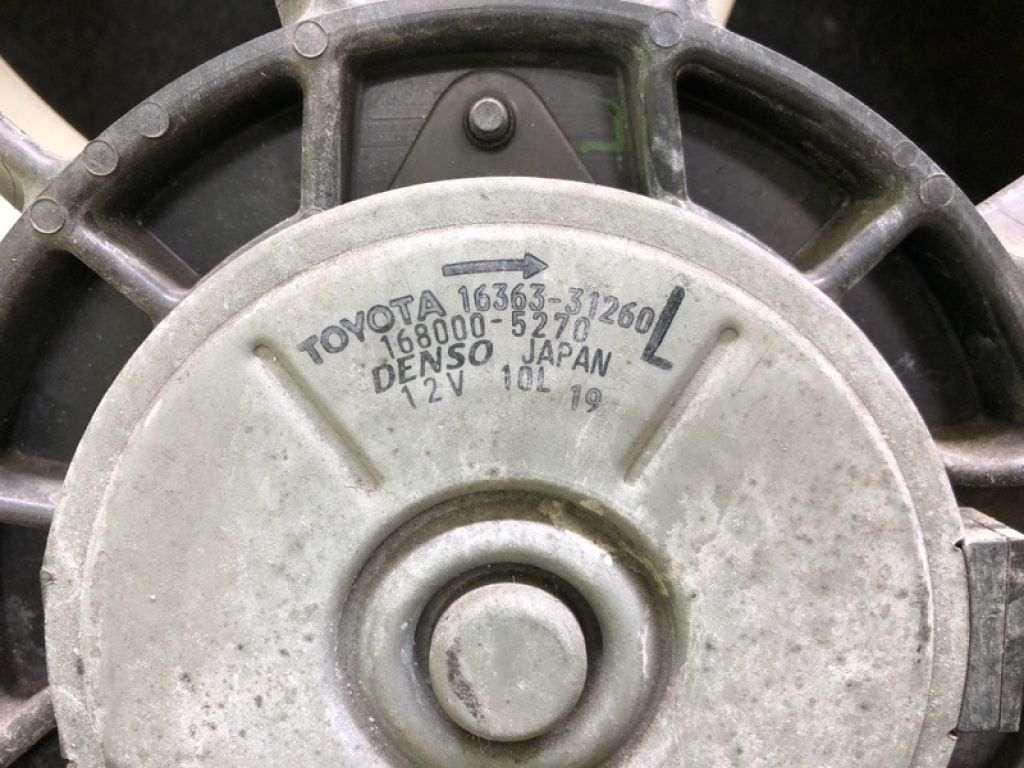 TOYOTA 16363-31260 L
168000-5270
DENSO JAPAN
12V 10L 19